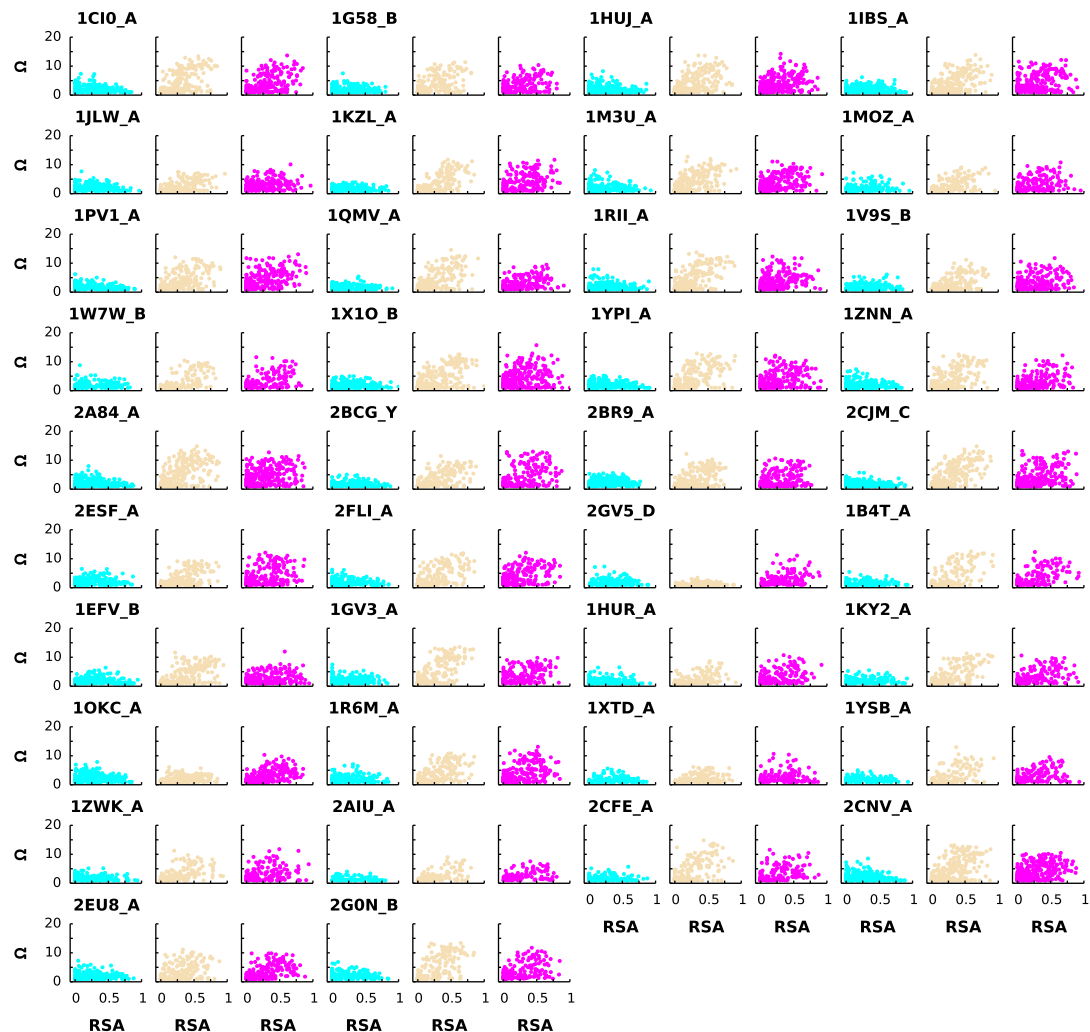 1CI0_A 1G58_B 1HUJ_A 1IBS_A
20
10
0
Ω
1JLW_A 1KZL_A 1M3U_A 1MOZ_A
20
10
0
Ω
1PV1_A 1QMV_A 1RII_A 1V9S_B
20
10
0
Ω
1W7W_B 1X1O_B 1YPI_A 1ZNN_A
20
10
0
Ω
2A84_A 2BCG_Y 2BR9_A 2CJM_C
20
10
0
Ω
2ESF_A 2FLI_A 2GV5_D 1B4T_A
20
10
0
Ω
1EFV_B 1GV3_A 1HUR_A 1KY2_A
20
10
0
Ω
1OKC_A 1R6M_A 1XTD_A 1YSB_A
20
10
0
Ω
1ZWK_A 2AIU_A 2CFE_A 2CNV_A
20
10
0
Ω
0 0.5 1 0 0.5 1 0 0.5 1 0 0.5 1 0 0.5 1 0 0.5 1
RSA RSA RSA RSA RSA RSA
2EU8_A 2G0N_B
20
10
0
Ω
0 0.5 1 0 0.5 1 0 0.5 1 0 0.5 1 0 0.5 1 0 0.5 1
RSA RSA RSA RSA RSA RSA